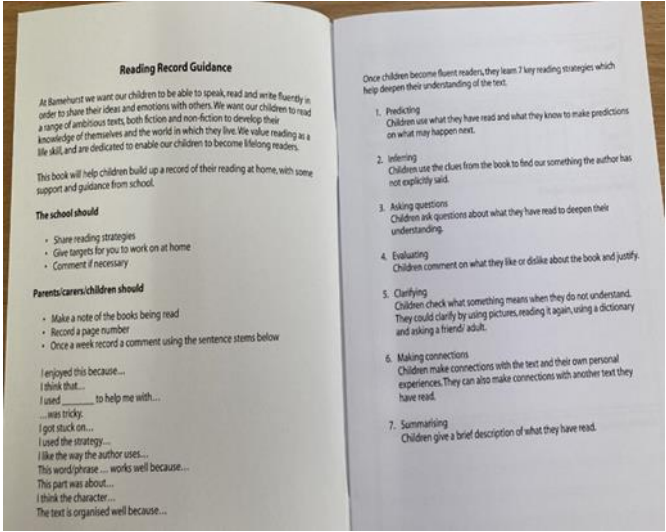 Reading Record Guidance
At Barnehurst we want our children to be able to speak, read and write fluently in
order to share their ideas and emotions with others. We want our children to read
a range of ambitious texts, both fiction and non-fiction to develop their
knowledge of themselves and the world in which they live. We value reading as a
life skill, and are dedicated to enable our children to become lifelong readers.
This book will help children build up a record of their reading at home, with some
support and guidance from school.
The school should
• Share reading strategies
• Give targets for you to work on at home
• Comment if necessary
Parents/carers/children should
• Make a note of the books being read
• Record a page number
• Once a week record a comment using the sentence stems below
I enjoyed this because...
I think that...
I used ______ to help me with...
... was tricky.
I got stuck on...
I used the strategy...
I like the way the author uses...
This word/phrase ... works well because...
This part was about...
I think the character...
The text is organised well because...
Once children become fluent readers, they learn 7 key reading strategies which
help deepen their understanding of the text.
1. Predicting
Children use what they have read and what they know to make predictions
on what may happen next.
2. Inferring
Children use the clues from the book to find our something the author has
not explicitly said.
3. Asking questions
Children ask questions about what they have read to deepen their
understanding.
4. Evaluating
Children comment on what they like or dislike about the book and justify.
5. Clarifying
Children check what something means when they do not understand.
They could clarify by using pictures, reading it again, using a dictionary
and asking a friend/ adult.
6. Making connections
Children make connections with the text and their own personal
experiences. They can also make connections with another text they
have read.
7. Summarising
Children give a brief description of what they have read.